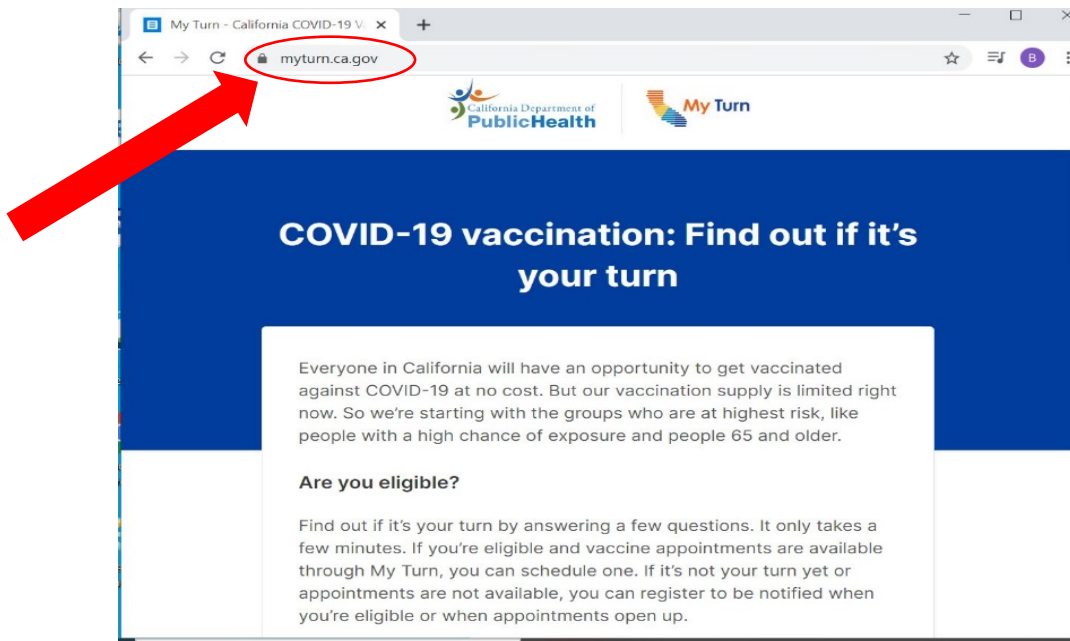 My Turn - California COVID-19 V
myturn.ca.gov
B
California Department of
PublicHealth
My Turn
COVID-19 vaccination: Find out if it's
your turn
Everyone in California will have an opportunity to get vaccinated
against COVID-19 at no cost. But our vaccination supply is limited right
now. So we're starting with the groups who are at highest risk, like
people with a high chance of exposure and people 65 and older.
Are you eligible?
Find out if it's your turn by answering a few questions. It only takes a
few minutes. If you're eligible and vaccine appointments are available
through My Turn, you can schedule one. If it's not your turn yet or
appointments are not available, you can register to be notified when
you're eligible or when appointments open up.